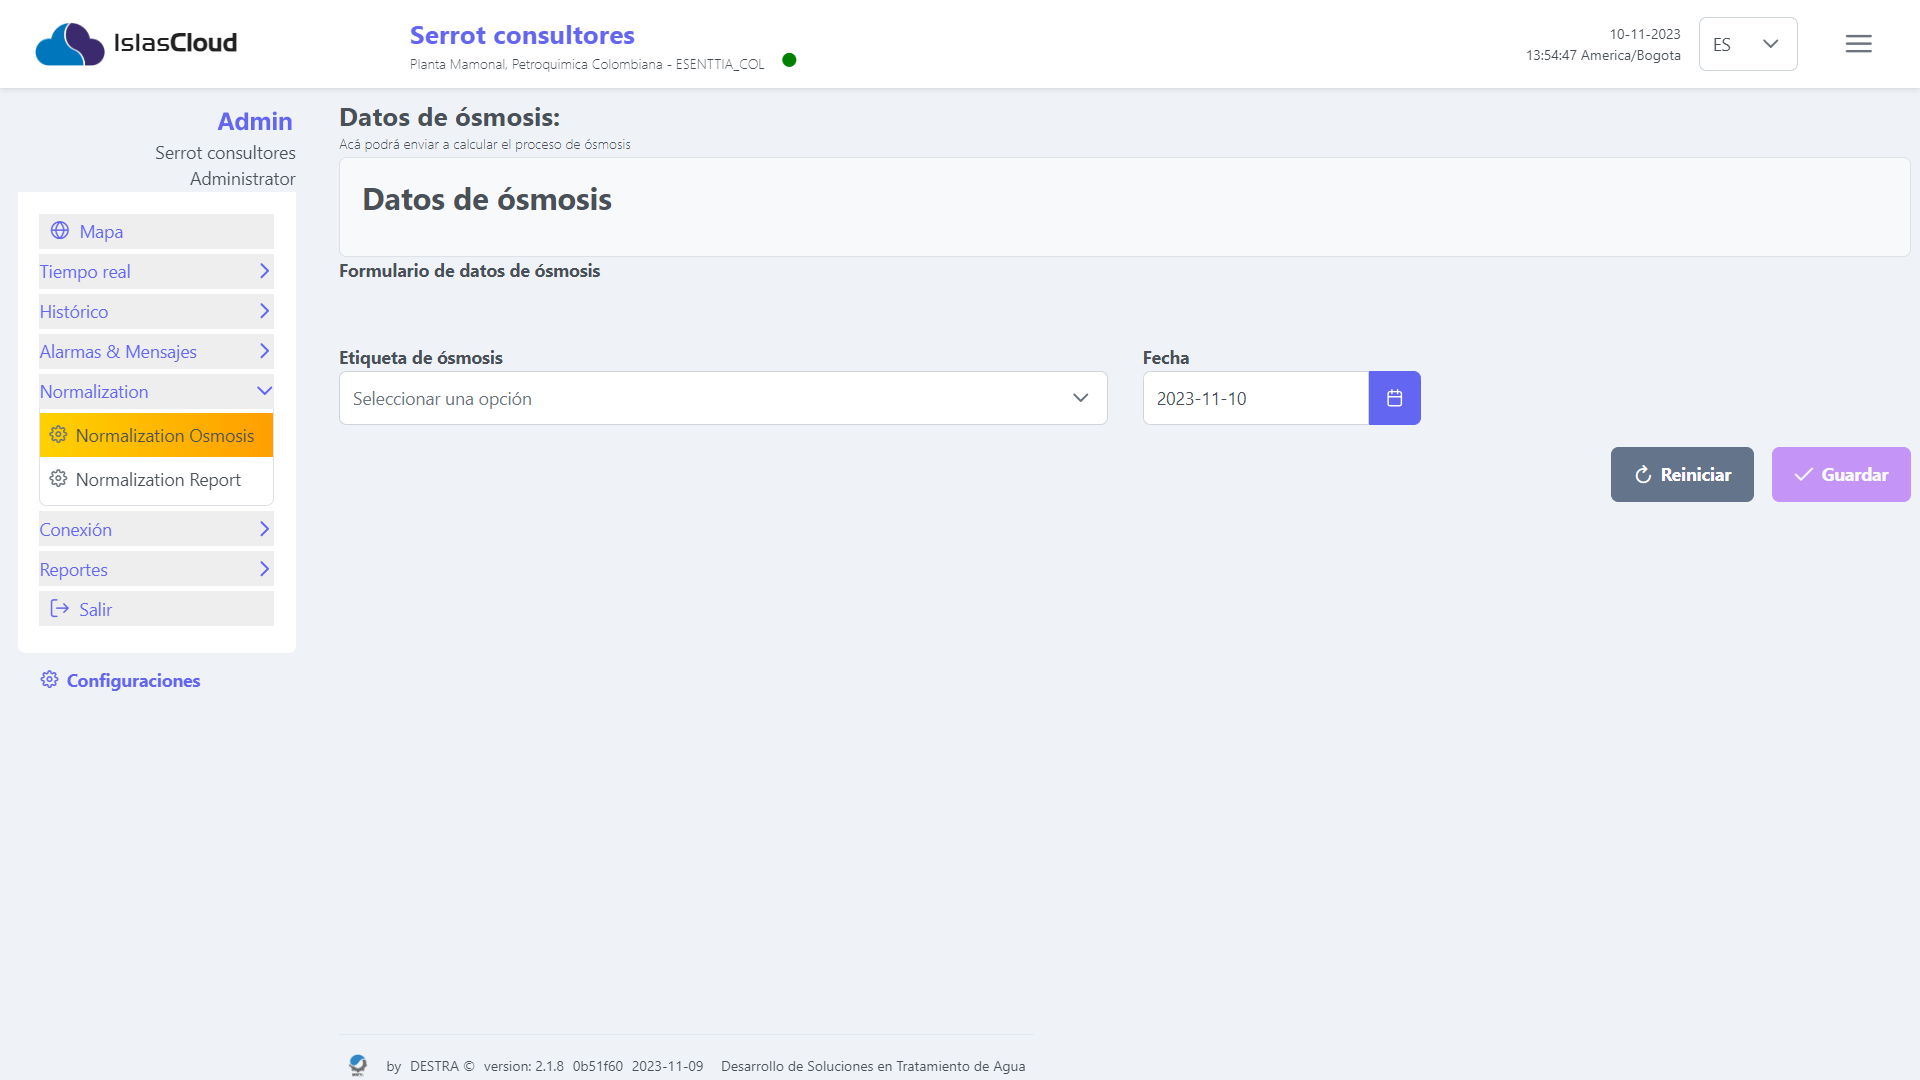 IslasCloud
Serrot consultores
Planta Mamonal, Petroquimica Colombiana - ESENTTIA_COL
10-11-2023
13:54:47 America/Bogota
ES
Admin
Serrot consultores
Administrator
Mapa
Tiempo real
Histórico
Alarmas & Mensajes
Normalization
Normalization Osmosis
Normalization Report
Conexión
Reportes
Salir
Configuraciones
Datos de ósmosis:
Acá podrá enviar a calcular el proceso de ósmosis
Datos de ósmosis
Formulario de datos de ósmosis
Etiqueta de ósmosis
Seleccionar una opción
Fecha
2023-11-10
Reiniciar
Guardar
by DESTRA © version: 2.1.8 0b51f60 2023-11-09 Desarrollo de Soluciones en Tratamiento de Agua